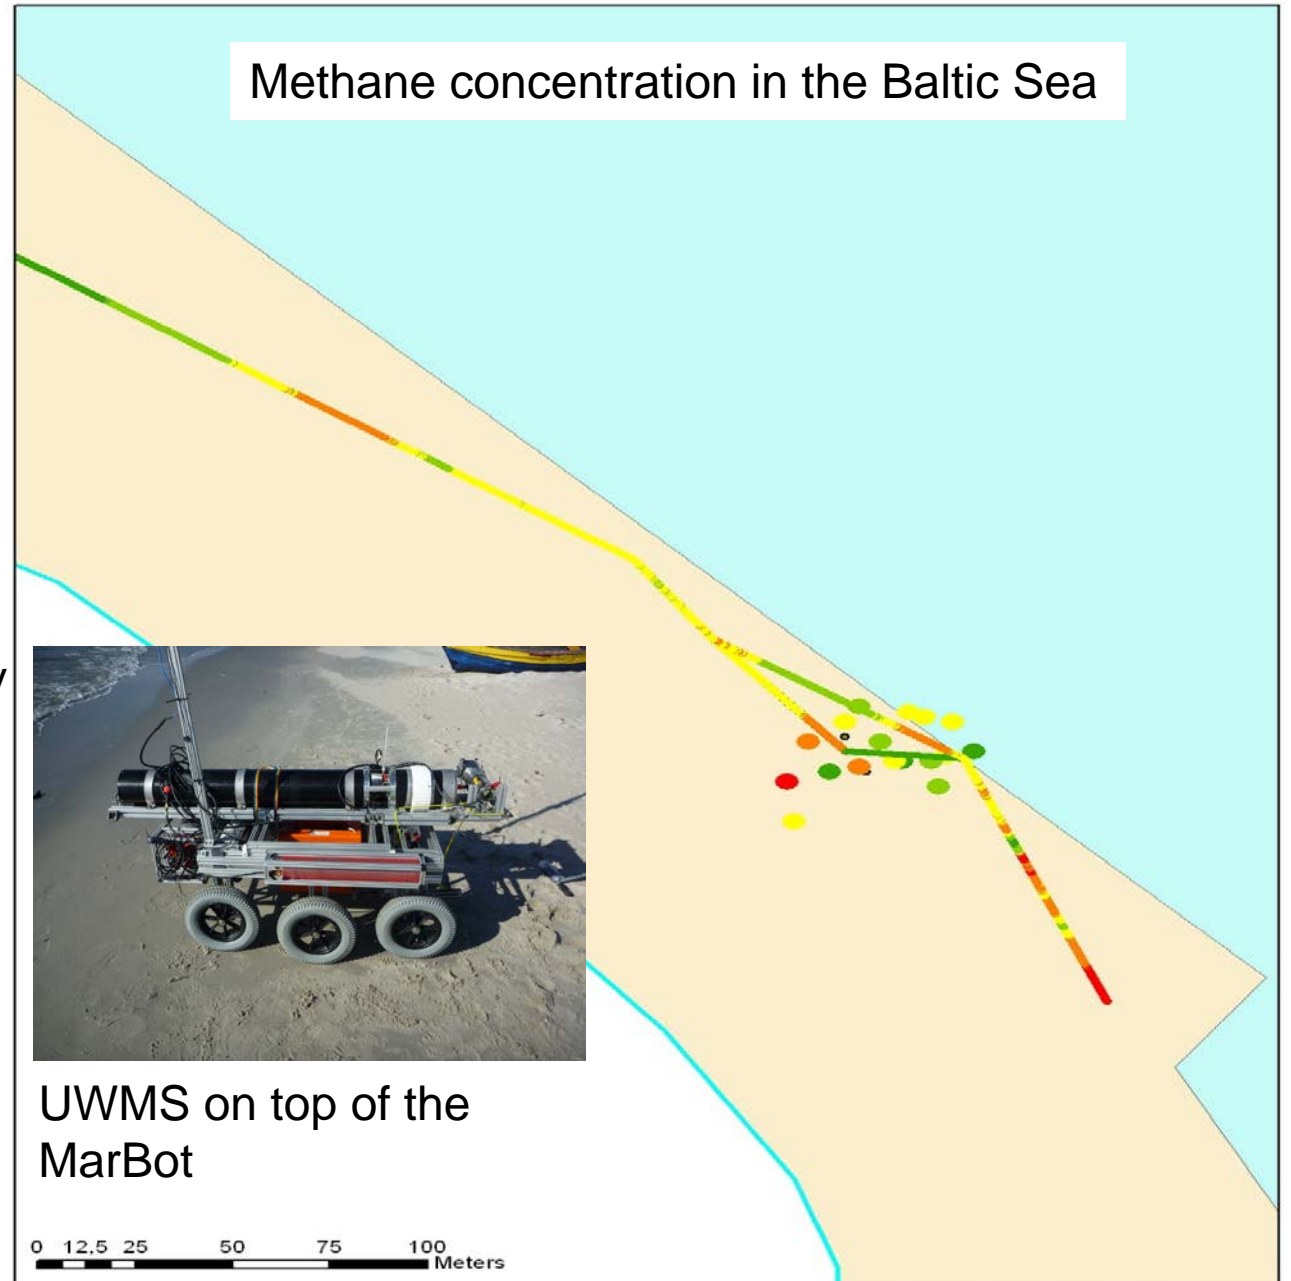 Methane concentration in the Baltic Sea
y
UWMS on top of the
MarBot
0 12,5 25 50 75 100
Meters